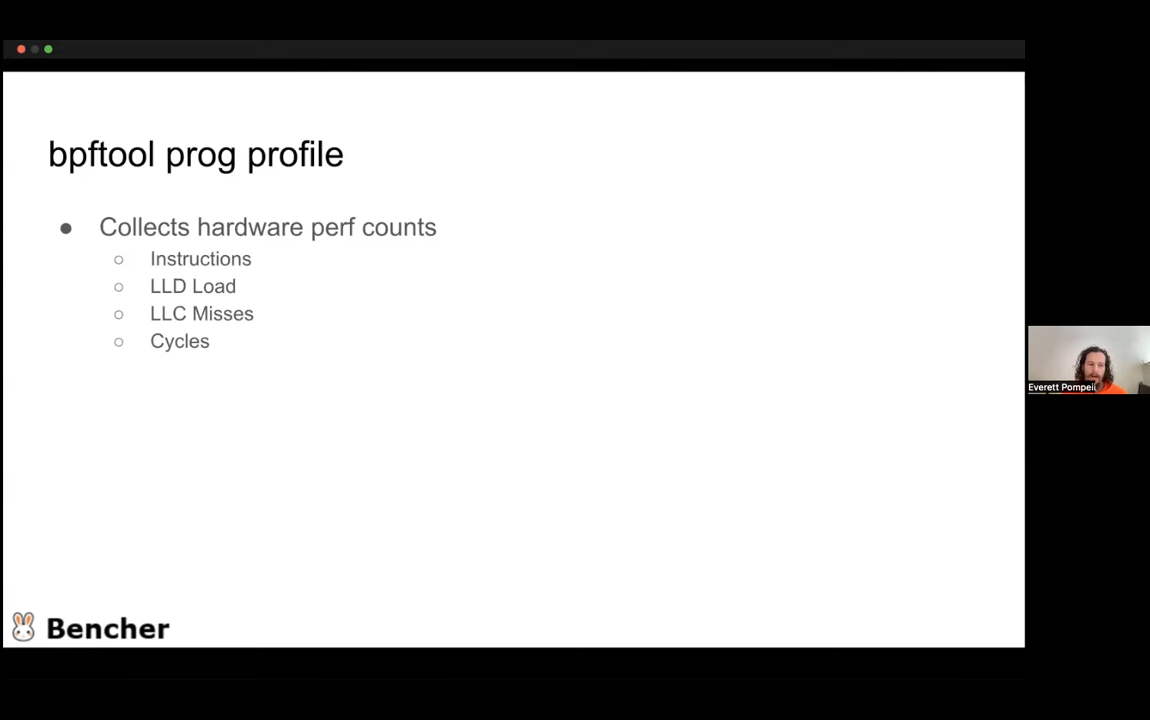 bpftool prog profile
Collects hardware perf counts
Instructions
LLD Load
LLC Misses
Cycles
Bencher
Everett Pompeii